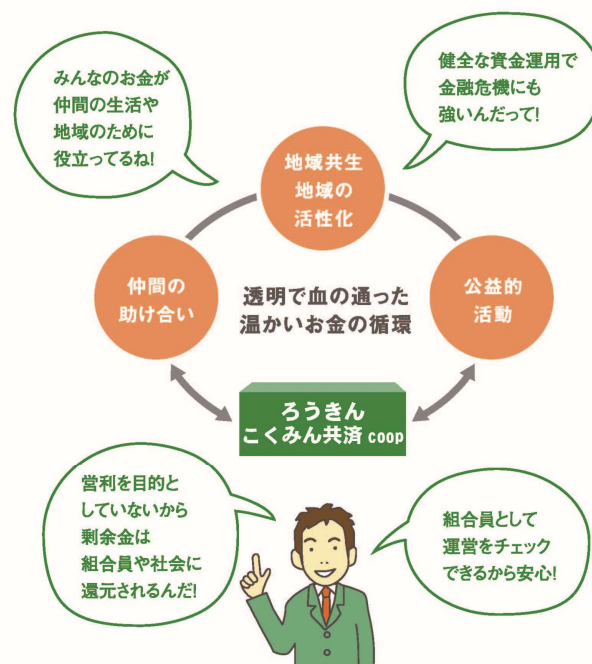 みんなのお金が
仲間の生活や
地域のために
役立ってるね!
健全な資金運用で
金融危機にも
強いんだって!
地域共生
地域の
活性化
仲間の
助け合い
透明で血の通った
温かいお金の循環
公益的
活動
ろうきん
こくみん共済 coop
営利を目的と
していないから
剰余金は
組合員や社会に
還元されるんだ!
組合員として
運営をチェック
できるから安心!